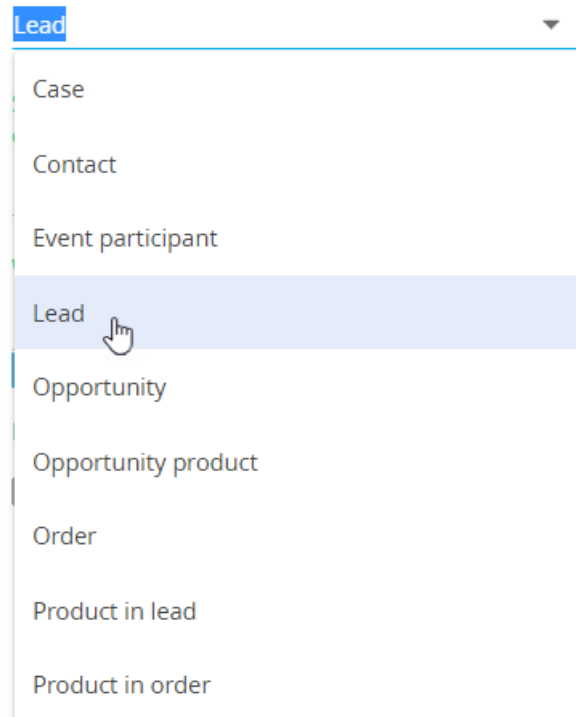 Lead
Case
Contact
Event participant
Lead
Opportunity
Opportunity product
Order
Product in lead
Product in order